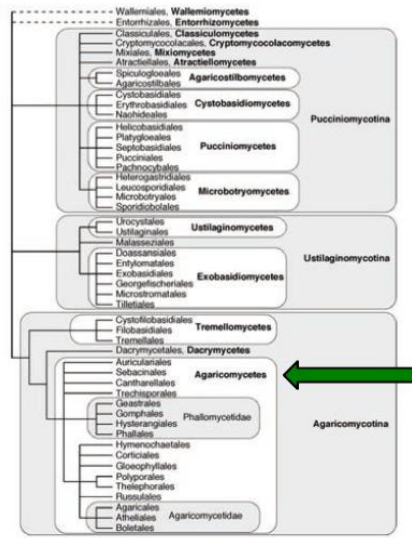 Wallemiales, Wallemiomycetes
Entorrhizales, Entorrhizomycetes
Classiculales, Classiculomycetes
Cryptomycocolacales, Cryptomycocolacomycetes
Mixiales, Mixiomycetes
Atractiellales, Atractiellomycetes
Spiculogloeales
Agaricostilbales
Agaricostilbomycetes
Cystobasidiales
Erythrobasidiales
Naohideales
Cystobasidiomycetes
Pucciniomycotina
Helicobasidiales
Platygloeales
Septobasidiales
Pucciniales
Pachnocybales
Pucciniomycetes
Heterogastridiales
Leucosporidiales
Microbotryales
Sporidiobolales
Microbotryomycetes
Urocystales
Ustilaginales
Ustilaginomycetes
Malasseziales
Ustilaginomycotina
Doassansiales
Entylomatales
Exobasidiales
Georgefischeriales
Microstromatales
Tilletiales
Exobasidiomycetes
Cystofilobasidiales
Filobasidiales
Tremellales
Tremellomycetes
Dacrymycetales, Dacrymycetes
Auriculariales
Sebacinales
Cantharellales
Trechisporales
Agaricomycetes
Geastrales
Gomphales
Hysterangiales
Phallales
Phallomycetidae
Agaricomycotina
Hymenochaetales
Corticiales
Gloeophyllales
Polyporales
Thelephorales
Russulales
Agaricales
Atheliales
Boletales
Agaricomycetidae